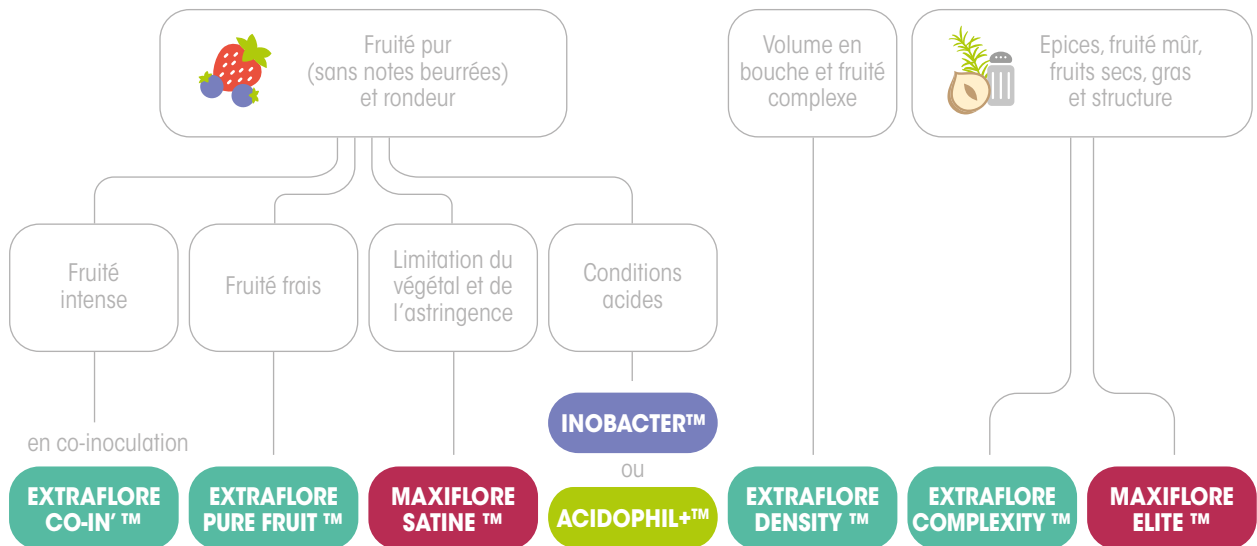 Fruité pur
(sans notes beurrées)
et rondeur
Volume en
bouche et fruité
complexe
Epices, fruité mûr,
fruits secs, gras
et structure
Fruité
intense
Fruité frais
Limitation du
végétal et de
l'astringence
Conditions
acides
en co-inoculation
EXTRAFLORE
CO-IN' ™
EXTRAFLORE
PURE FRUIT ™
MAXIFLORE
SATINE ™
INOBACTER™
ou
ACIDOPHIL+™
EXTRAFLORE
DENSITY ™
EXTRAFLORE
COMPLEXITY ™
MAXIFLORE
ELITE ™